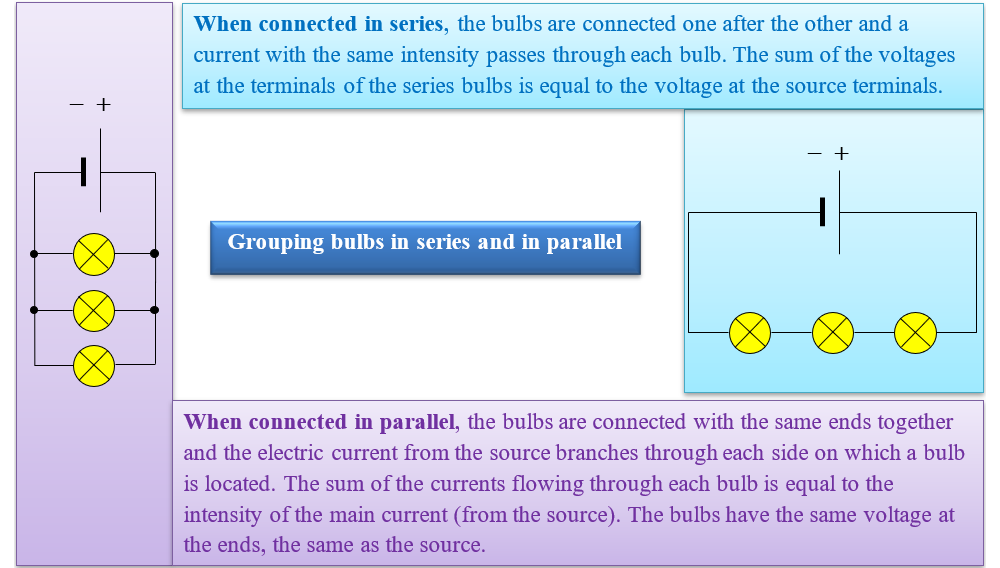 When connected in series, the bulbs are connected one after the other and a
current with the same intensity passes through each bulb. The sum of the voltages
at the terminals of the series bulbs is equal to the voltage at the source terminals.
− +
− +
Grouping bulbs in series and in parallel
When connected in parallel, the bulbs are connected with the same ends together
and the electric current from the source branches through each side on which a bulb
is located. The sum of the currents flowing through each bulb is equal to the
intensity of the main current (from the source). The bulbs have the same voltage at
the ends, the same as the source.